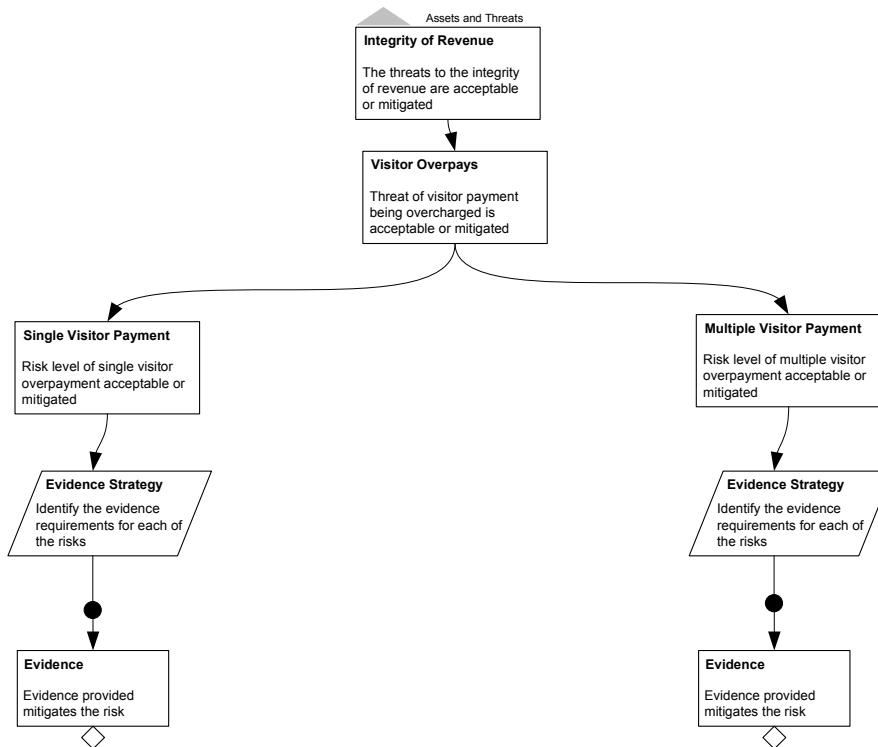 Assets and Threats
Integrity of Revenue
The threats to the integrity
of revenue are acceptable
or mitigated
Visitor Overpays
Threat of visitor payment
being overcharged is
acceptable or mitigated
Single Visitor Payment
Risk level of single visitor
overpayment acceptable or
mitigated
Multiple Visitor Payment
Risk level of multiple visitor
overpayment acceptable or
mitigated
Evidence Strategy
Identify the evidence
requirements for each of
the risks
Evidence Strategy
Identify the evidence
requirements for each of
the risks
Evidence
Evidence provided
mitigates the risk
Evidence
Evidence provided
mitigates the risk